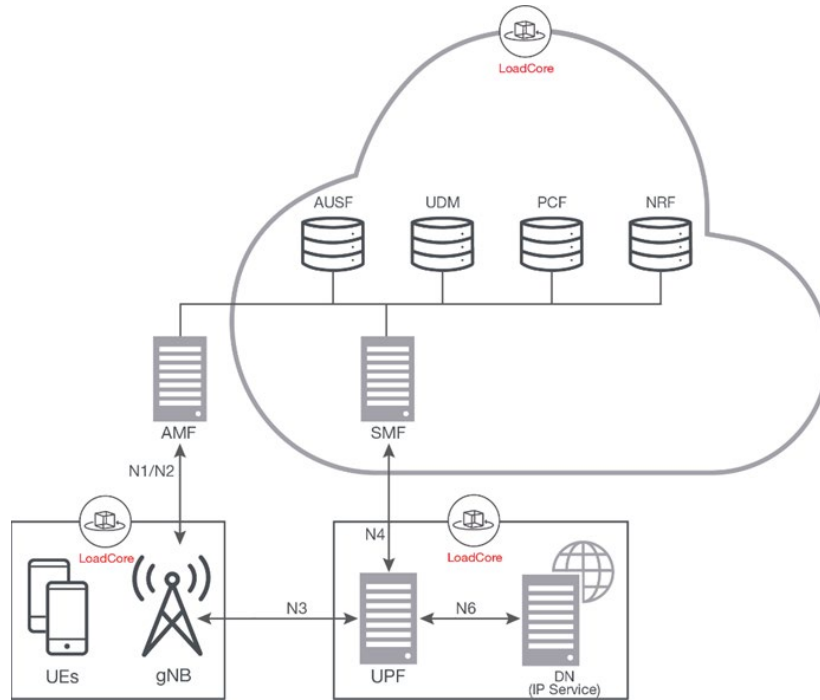 LoadCore
AUSF
UDM
PCF
NRF
AMF
SMF
N1/N2
LoadCore
N4
LoadCore
N3
N6
UEs
gNB
UPF
DN
(IP Service)